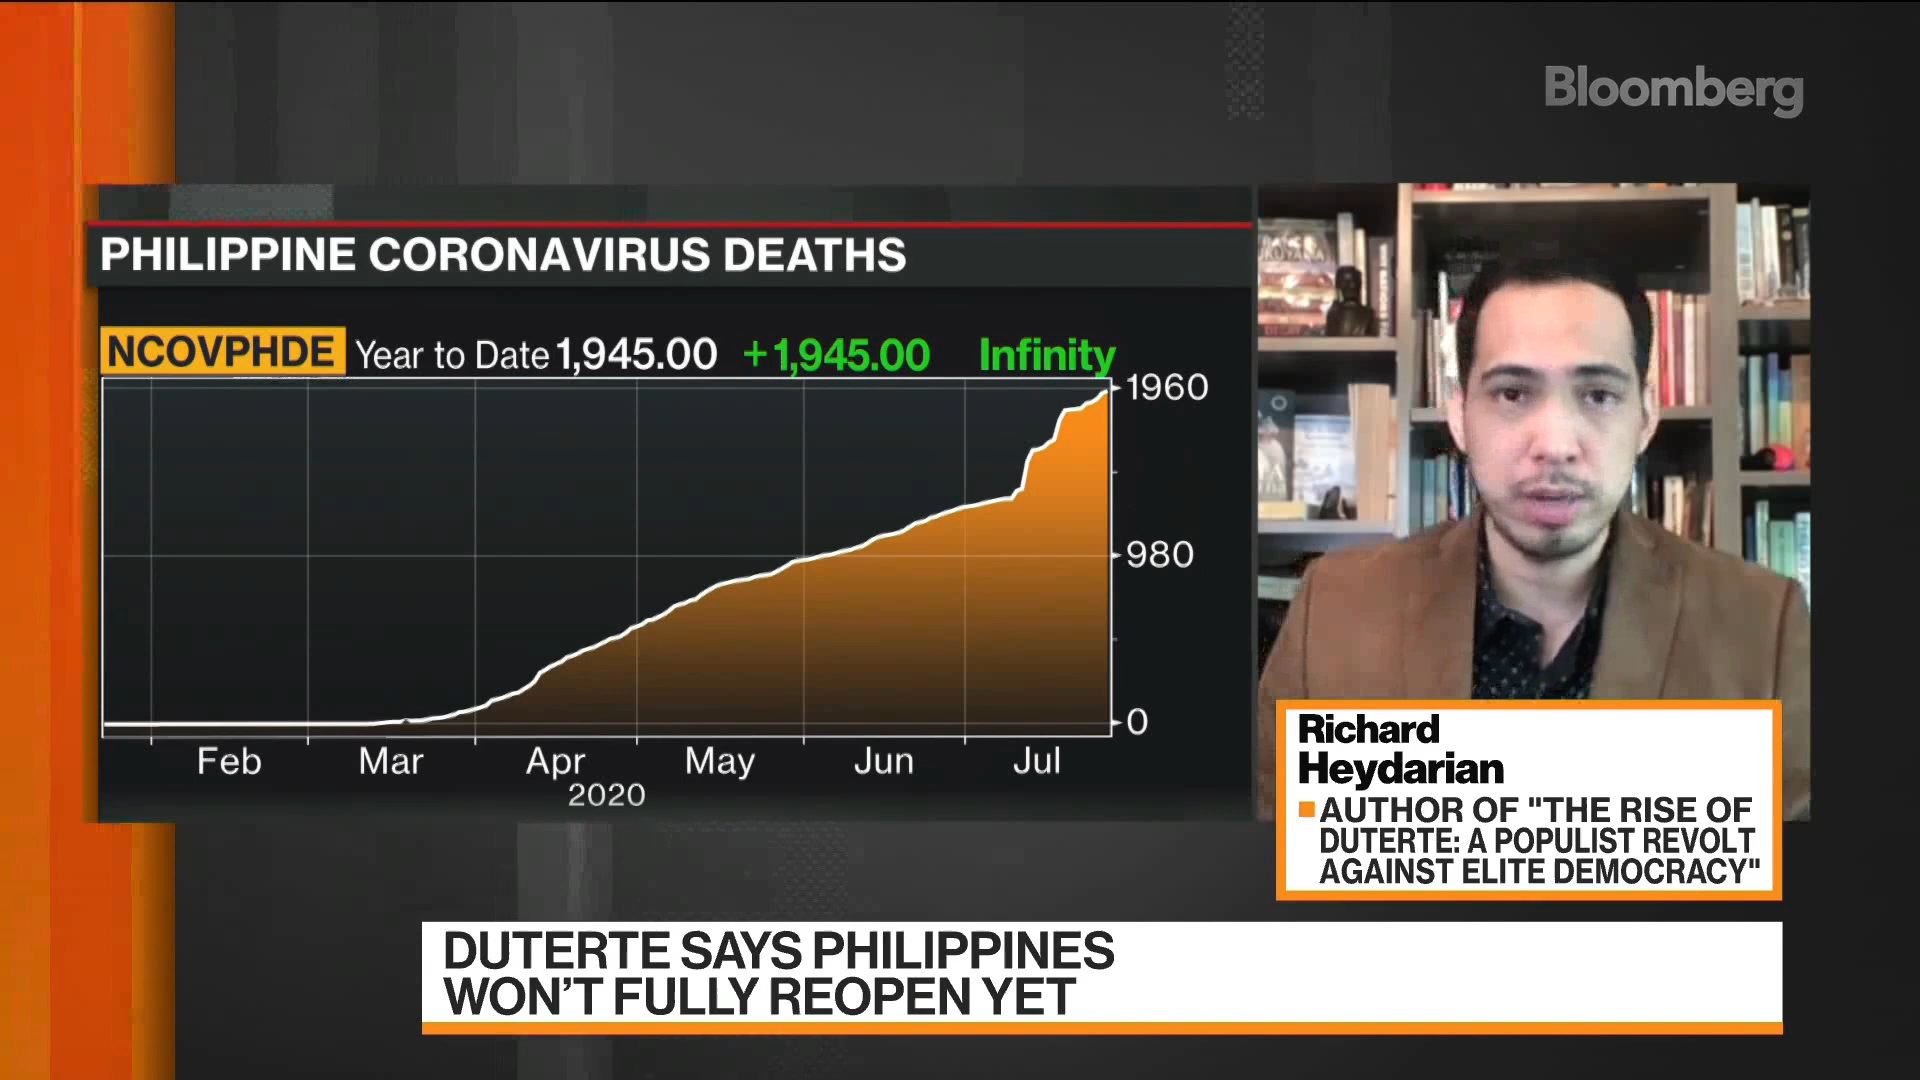 Bloomberg
PHILIPPINE CORONAVIRUS DEATHS
NCOVPHDE Year to Date 1,945.00 +1,945.00 Infinity
1960
980
0
Feb Mar Apr May Jun Jul
2020
Richard
Heydarian
AUTHOR OF "THE RISE OF
DUTERTE: A POPULIST REVOLT
AGAINST ELITE DEMOCRACY"
DUTERTE SAYS PHILIPPINES
WON'T FULLY REOPEN YET